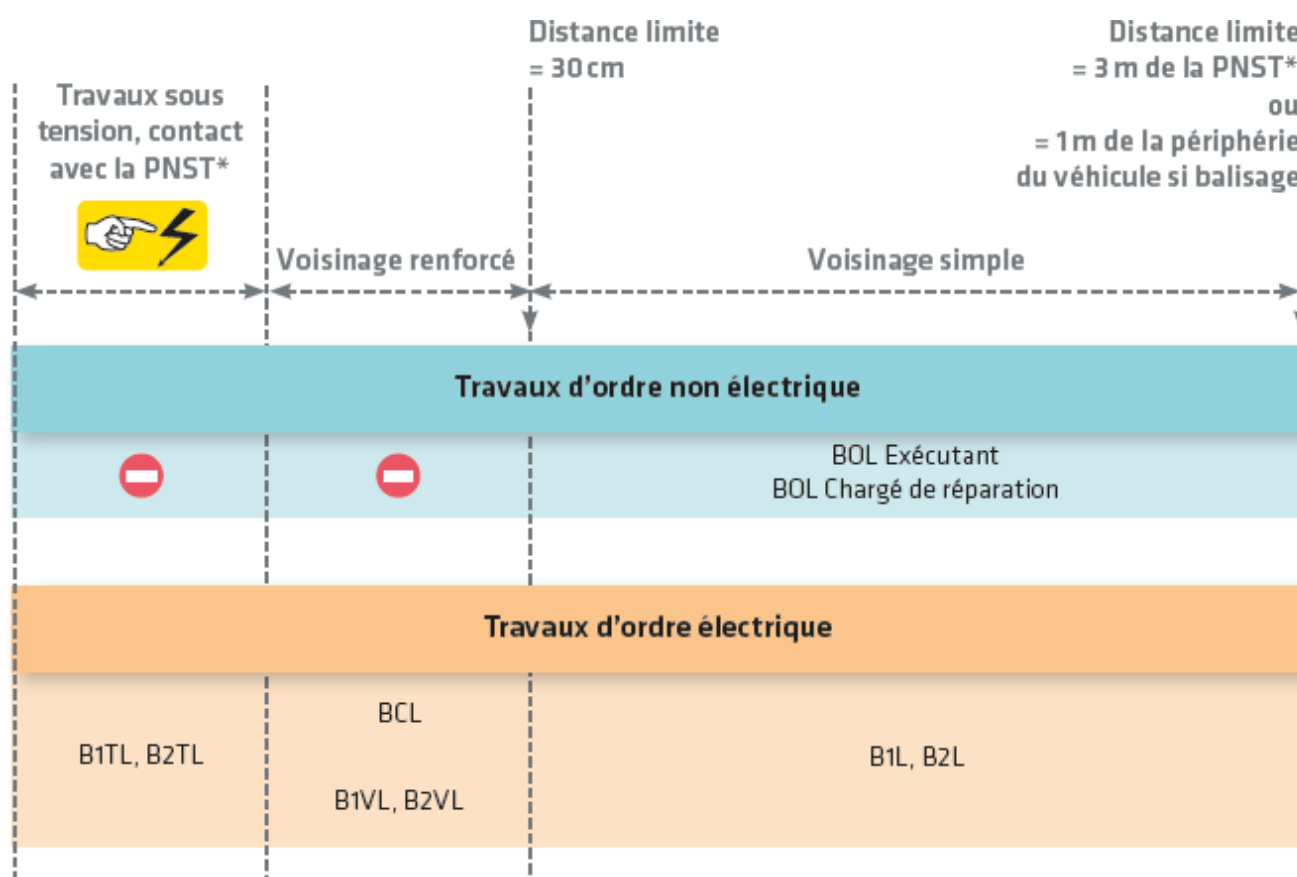 Distance limite
= 30 cm
Distance limite
= 3 m de la PNST*
ou
= 1 m de la périphérie
du véhicule si balisage
Travaux sous
tension, contact
avec la PNST*
Voisinage renforcé
Voisinage simple
Travaux d'ordre non électrique
BOL Exécutant
BOL Chargé de réparation
Travaux d'ordre électrique
B1TL, B2TL
BCL
B1VL, B2VL
B1L, B2L